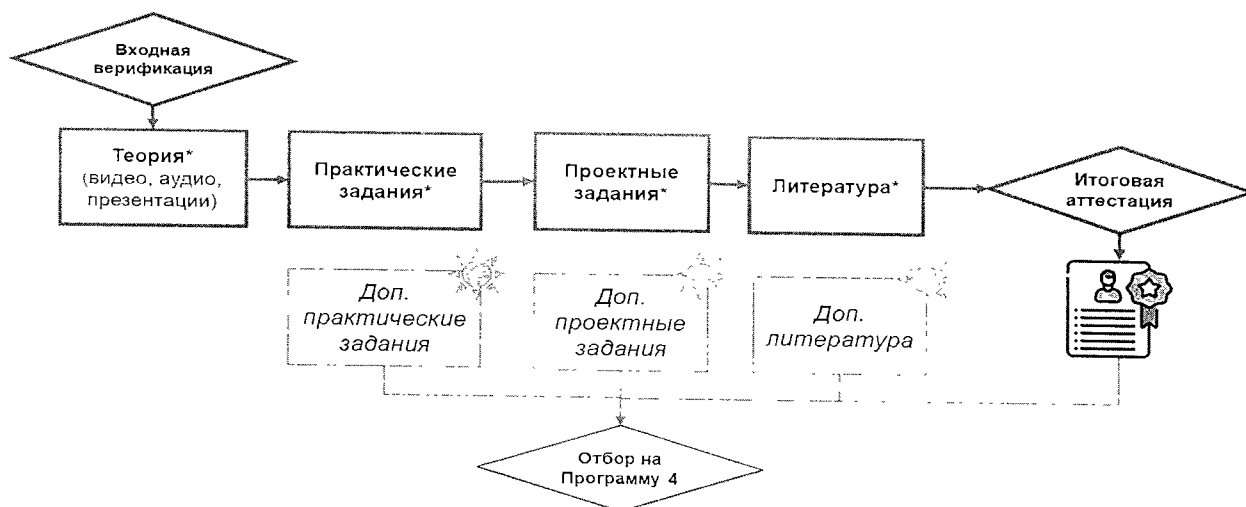 Входная
верификация
Теория*
(видео, аудио,
презентации)
Практические
задания*
Проектные
задания*
Литература*
Итоговая
аттестация
Доп.
практические
задания
Доп.
проектные
задания
Доп.
литература
Отбор на
Программу 4